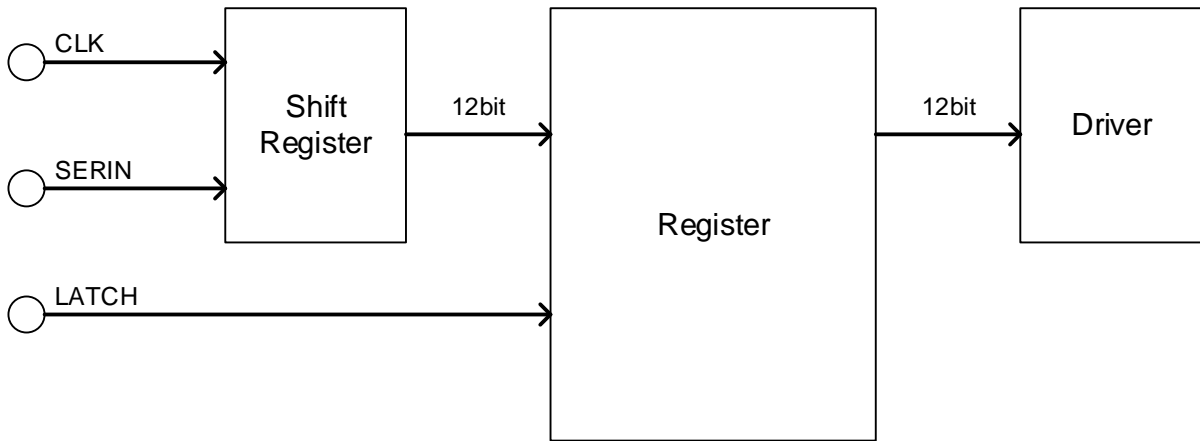 CLK
Shift
Register
12bit
12bit
Driver
SERIN
Register
LATCH